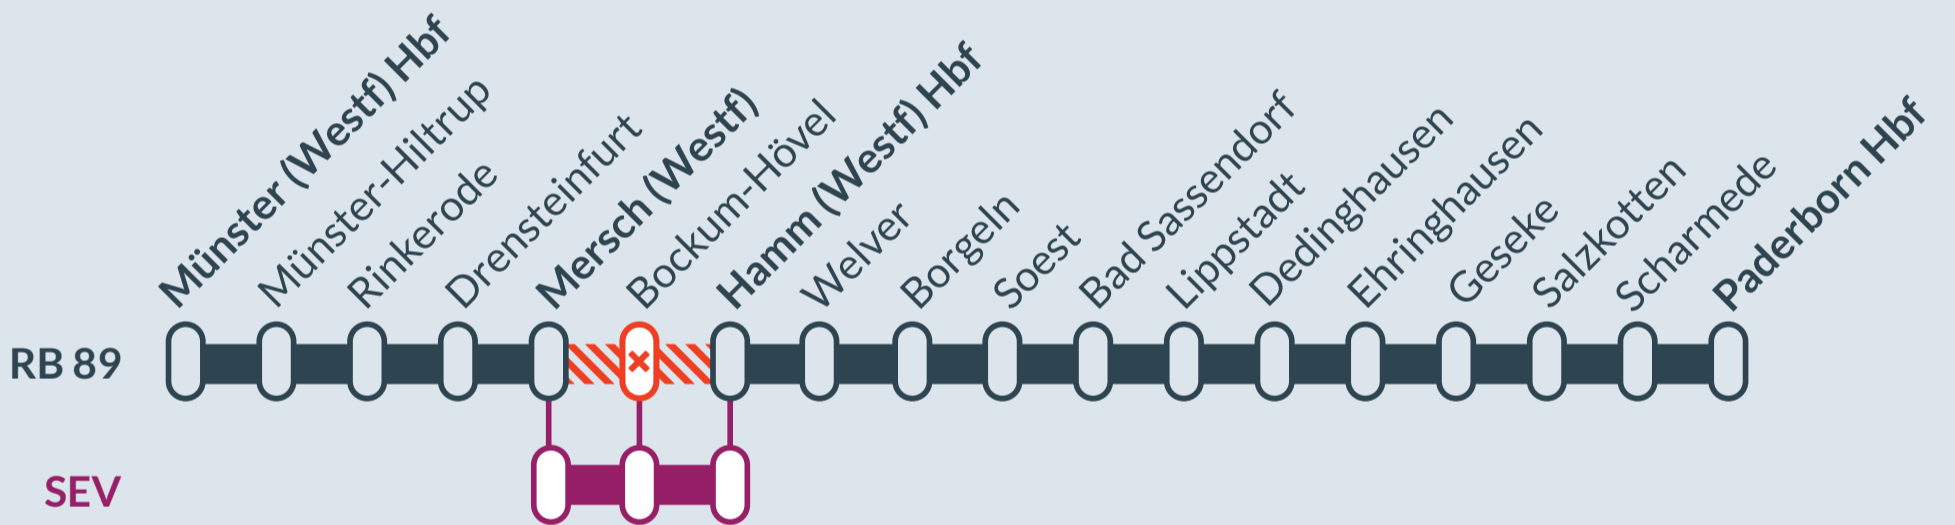 Münster (Westf) Hbf
Münster-Hiltrup
Rinkerode
Drensteinfurt
Mersch (Westf)
Bockum-Hövel
Hamm (Westf) Hbf
Welver
Borgeln
Soest
Bad Sassendorf
Lippstadt
Dedinghausen
Ehringhausen
Geseke
Salzkotten
Scharmede
Paderborn Hbf
RB 89
SEV